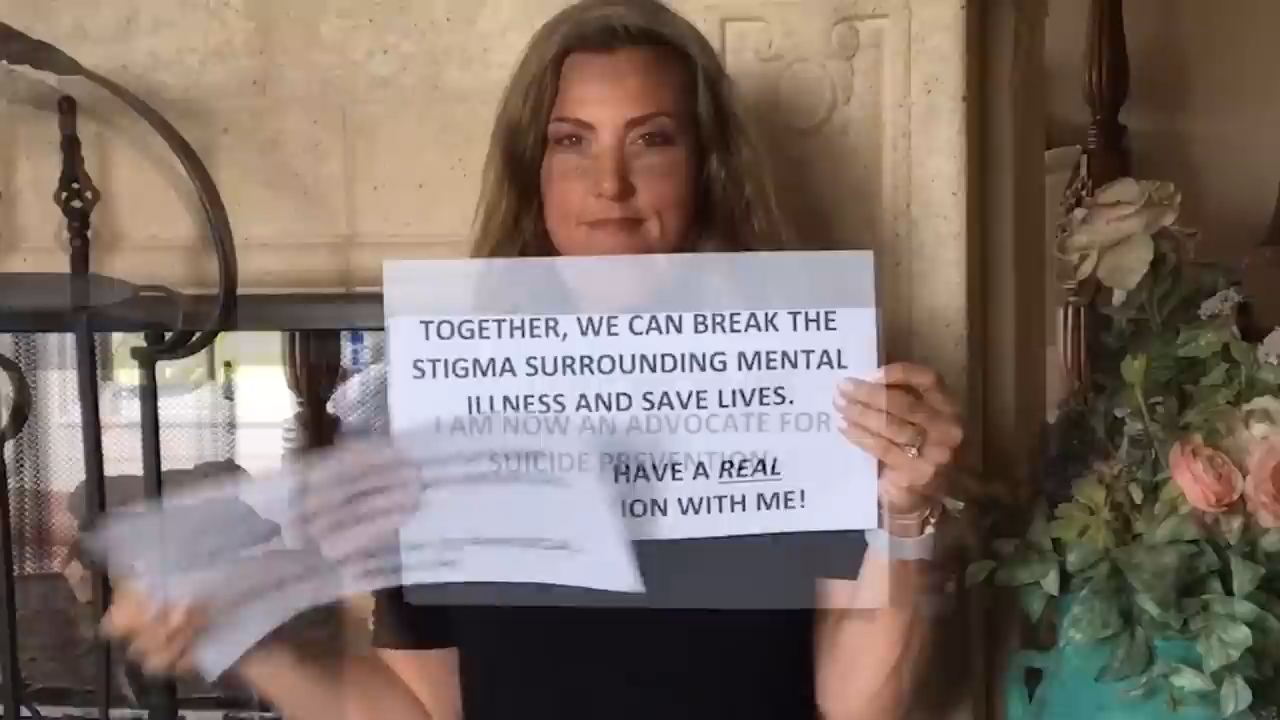 TOGETHER, WE CAN BREAK THE
STIGMA SURROUNDING MENTAL
ILLNESS AND SAVE LIVES.
I AM NOW AN ADVOCATE FOR
SUICIDE PREVENTION
HAVE A REAL
ION WITH ME!